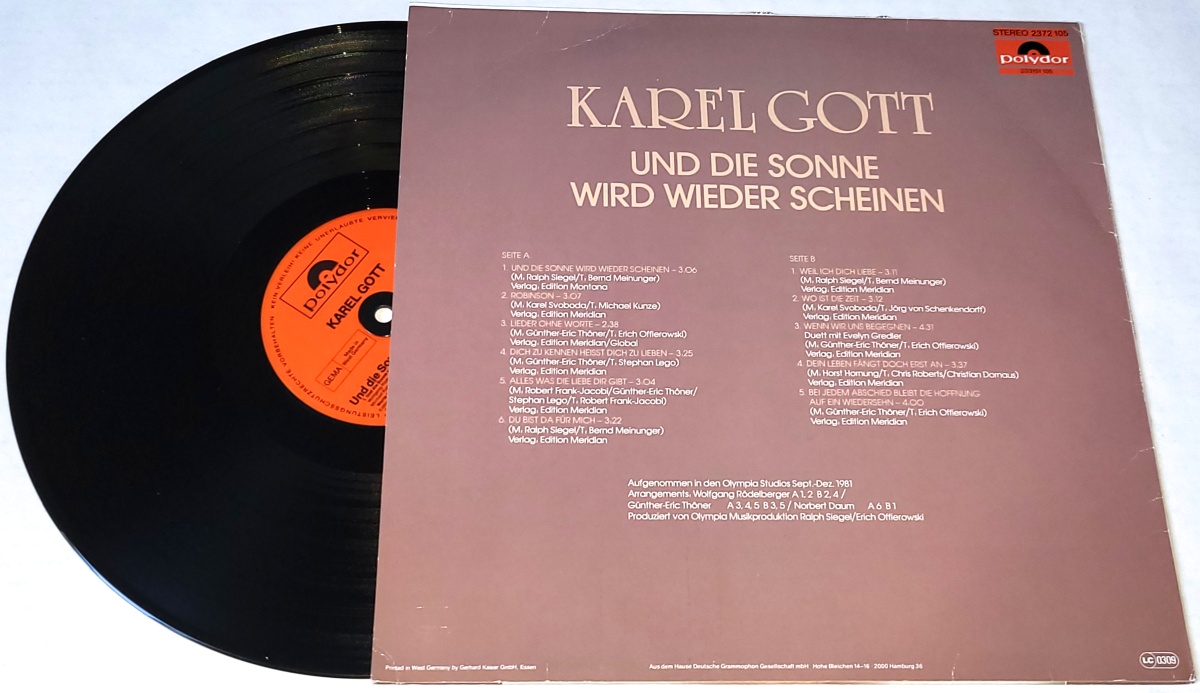 STEREO 2372 105
polydor
KAREL GOTT
UND DIE SONNE
WIRD WIEDER SCHEINEN
SEITE A
1. UND DIE SONNE WIRD WIEDER SCHEINEN – 3.06
(M. Ralph Siegel/T. Bernd Meinunger)
Verlag. Edition Montana
2. ROBINSON – 3.07
(M. Karel Svoboda/T. Michael Kunze)
Verlag. Edition Meridian
3. LIEDER OHNE WORTE – 2.38
(M. Günther-Eric Thöner/T. Erich Offierowski)
Verlag. Edition Meridian/Global
4. DICH ZU KENNEN HEISST DICH ZU LIEBEN – 3.25
(M. Günther-Eric Thöner/T. Stephan Lego)
Verlag. Edition Meridian
5. ALLES WAS DIE LIEBE DIR GIBT – 3.04
(M. Robert Frank-Jacobi/Günther-Eric Thöner/
Stephan Lego/T. Robert Frank-Jacobi)
Verlag. Edition Meridian
6. DU BIST DA FÜR MICH – 3.22
(M. Ralph Siegel/T. Bernd Meinunger)
Verlag. Edition Meridian
SEITE B
1. WEIL ICH DICH LIEBE – 3.11
(M. Ralph Siegel/T. Bernd Meinunger)
Verlag. Edition Meridian
2. WO IST DIE ZEIT – 3.12
(M. Karel Svoboda/T. Jörg von Schenkendorff)
Verlag. Edition Meridian
3. WENN WIR UNS BEGEGNEN – 4.31
Duett mit Evelyn Gredler
(M. Günther-Eric Thöner/T. Erich Offierowski)
Verlag. Edition Meridian
4. DEIN LEBEN FÄNGT DOCH ERST AN – 3.37
(M. Horst Hornung/T. Chris Roberts/Christian Damaus)
Verlag. Edition Meridian
5. BEI JEDEM ABSCHIED BLEIBT DIE HOFFNUNG
AUF EIN WIEDERSEHN – 4.00
(M. Günther-Eric Thöner/T. Erich Offierowski)
Verlag. Edition Meridian
Aufgenommen in den Olympia Studios Sept.-Dez. 1981
Arrangements. Wolfgang Rödelberger A 1, 2 B 2, 4 /
Günther-Eric Thöner A 3, 4, 5 B 3, 5 / Norbert Daum A 6 B 1
Produziert von Olympia Musikproduktion Ralph Siegel/Erich Offierowski
Printed in West Germany by Gerhard Kaiser GmbH, Essen
Aus dem Hause Deutsche Grammophon Gesellschaft mbH · Hohe Bleichen 14–16 · 2000 Hamburg 36
LC 0309
LEISTUNGSSCHUTZRECHTE VORBEHALTEN · KEIN VERLEIH! KEINE UNERLAUBTE
polydor
KAREL GOTT
Made in
West Germany
GEMA
Und die So